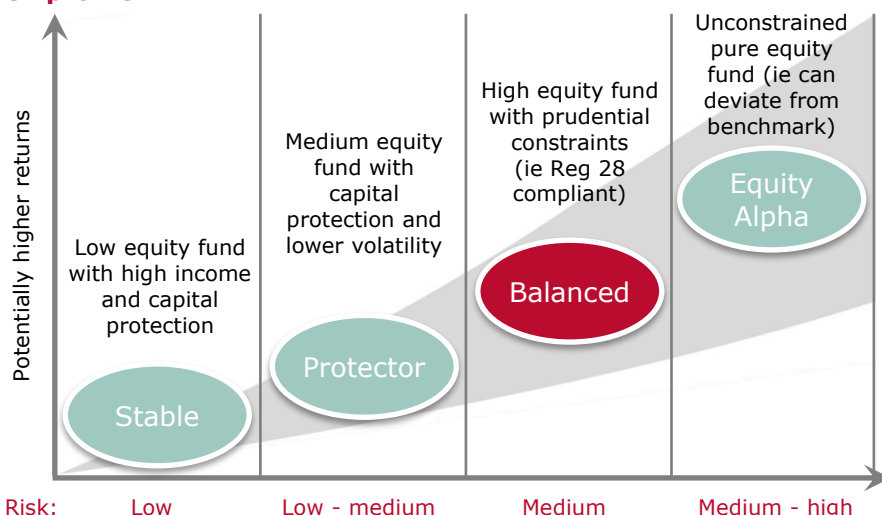 Unconstrained
pure equity
fund (ie can
deviate from
benchmark)
High equity fund
with prudential
constraints
(ie Reg 28
compliant)
Medium equity
fund with
capital
protection and
lower volatility
Low equity fund
with high income
and capital
protection
Potentially higher returns
Equity
Alpha
Balanced
Protector
Stable
Risk: Low Low - medium Medium Medium - high